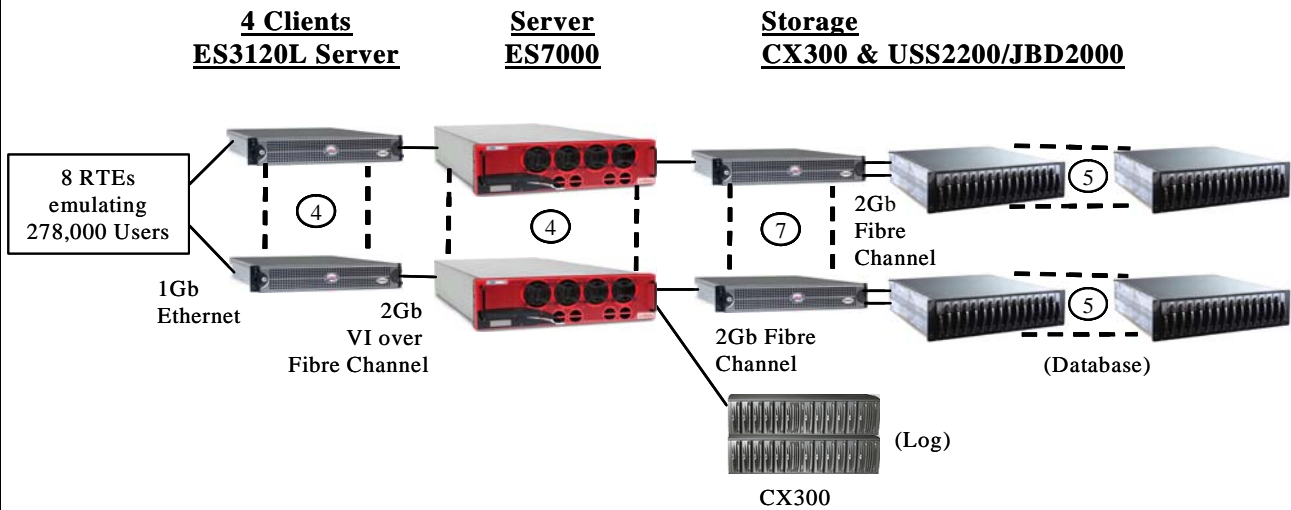 4 Clients
ES3120L Server
Server
ES7000
Storage
CX300 & USS2200/JBD2000
8 RTEs
emulating
278,000 Users
4
4
7
5
2Gb
Fibre
Channel
1Gb
Ethernet
2Gb
VI over
Fibre Channel
2Gb Fibre
Channel
5
(Database)
(Log)
CX300